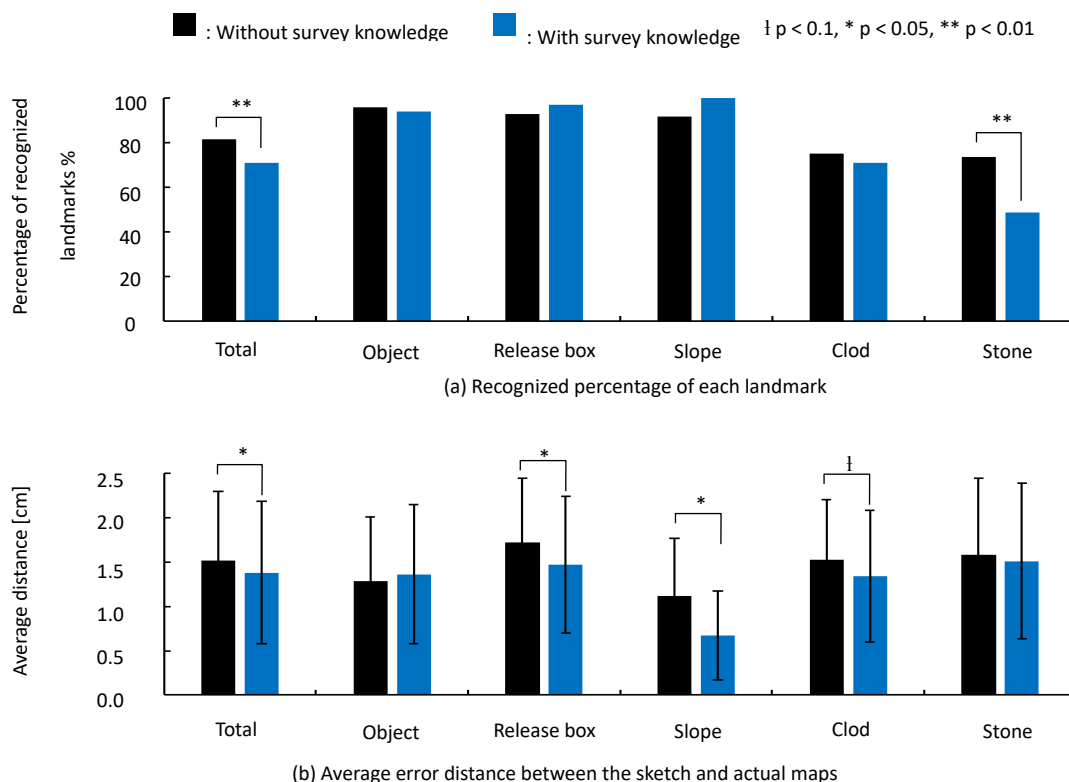 : Without survey knowledge : With survey knowledge ƚ p < 0.1, * p < 0.05, ** p < 0.01
Percentage of recognized
landmarks %
100
80
60
40
20
0
**
**
Total Object Release box Slope Clod Stone
(a) Recognized percentage of each landmark
Average distance [cm]
2.5
2.0
1.5
1.0
0.5
0.0
*
*
*
ƚ
Total Object Release box Slope Clod Stone
(b) Average error distance between the sketch and actual maps